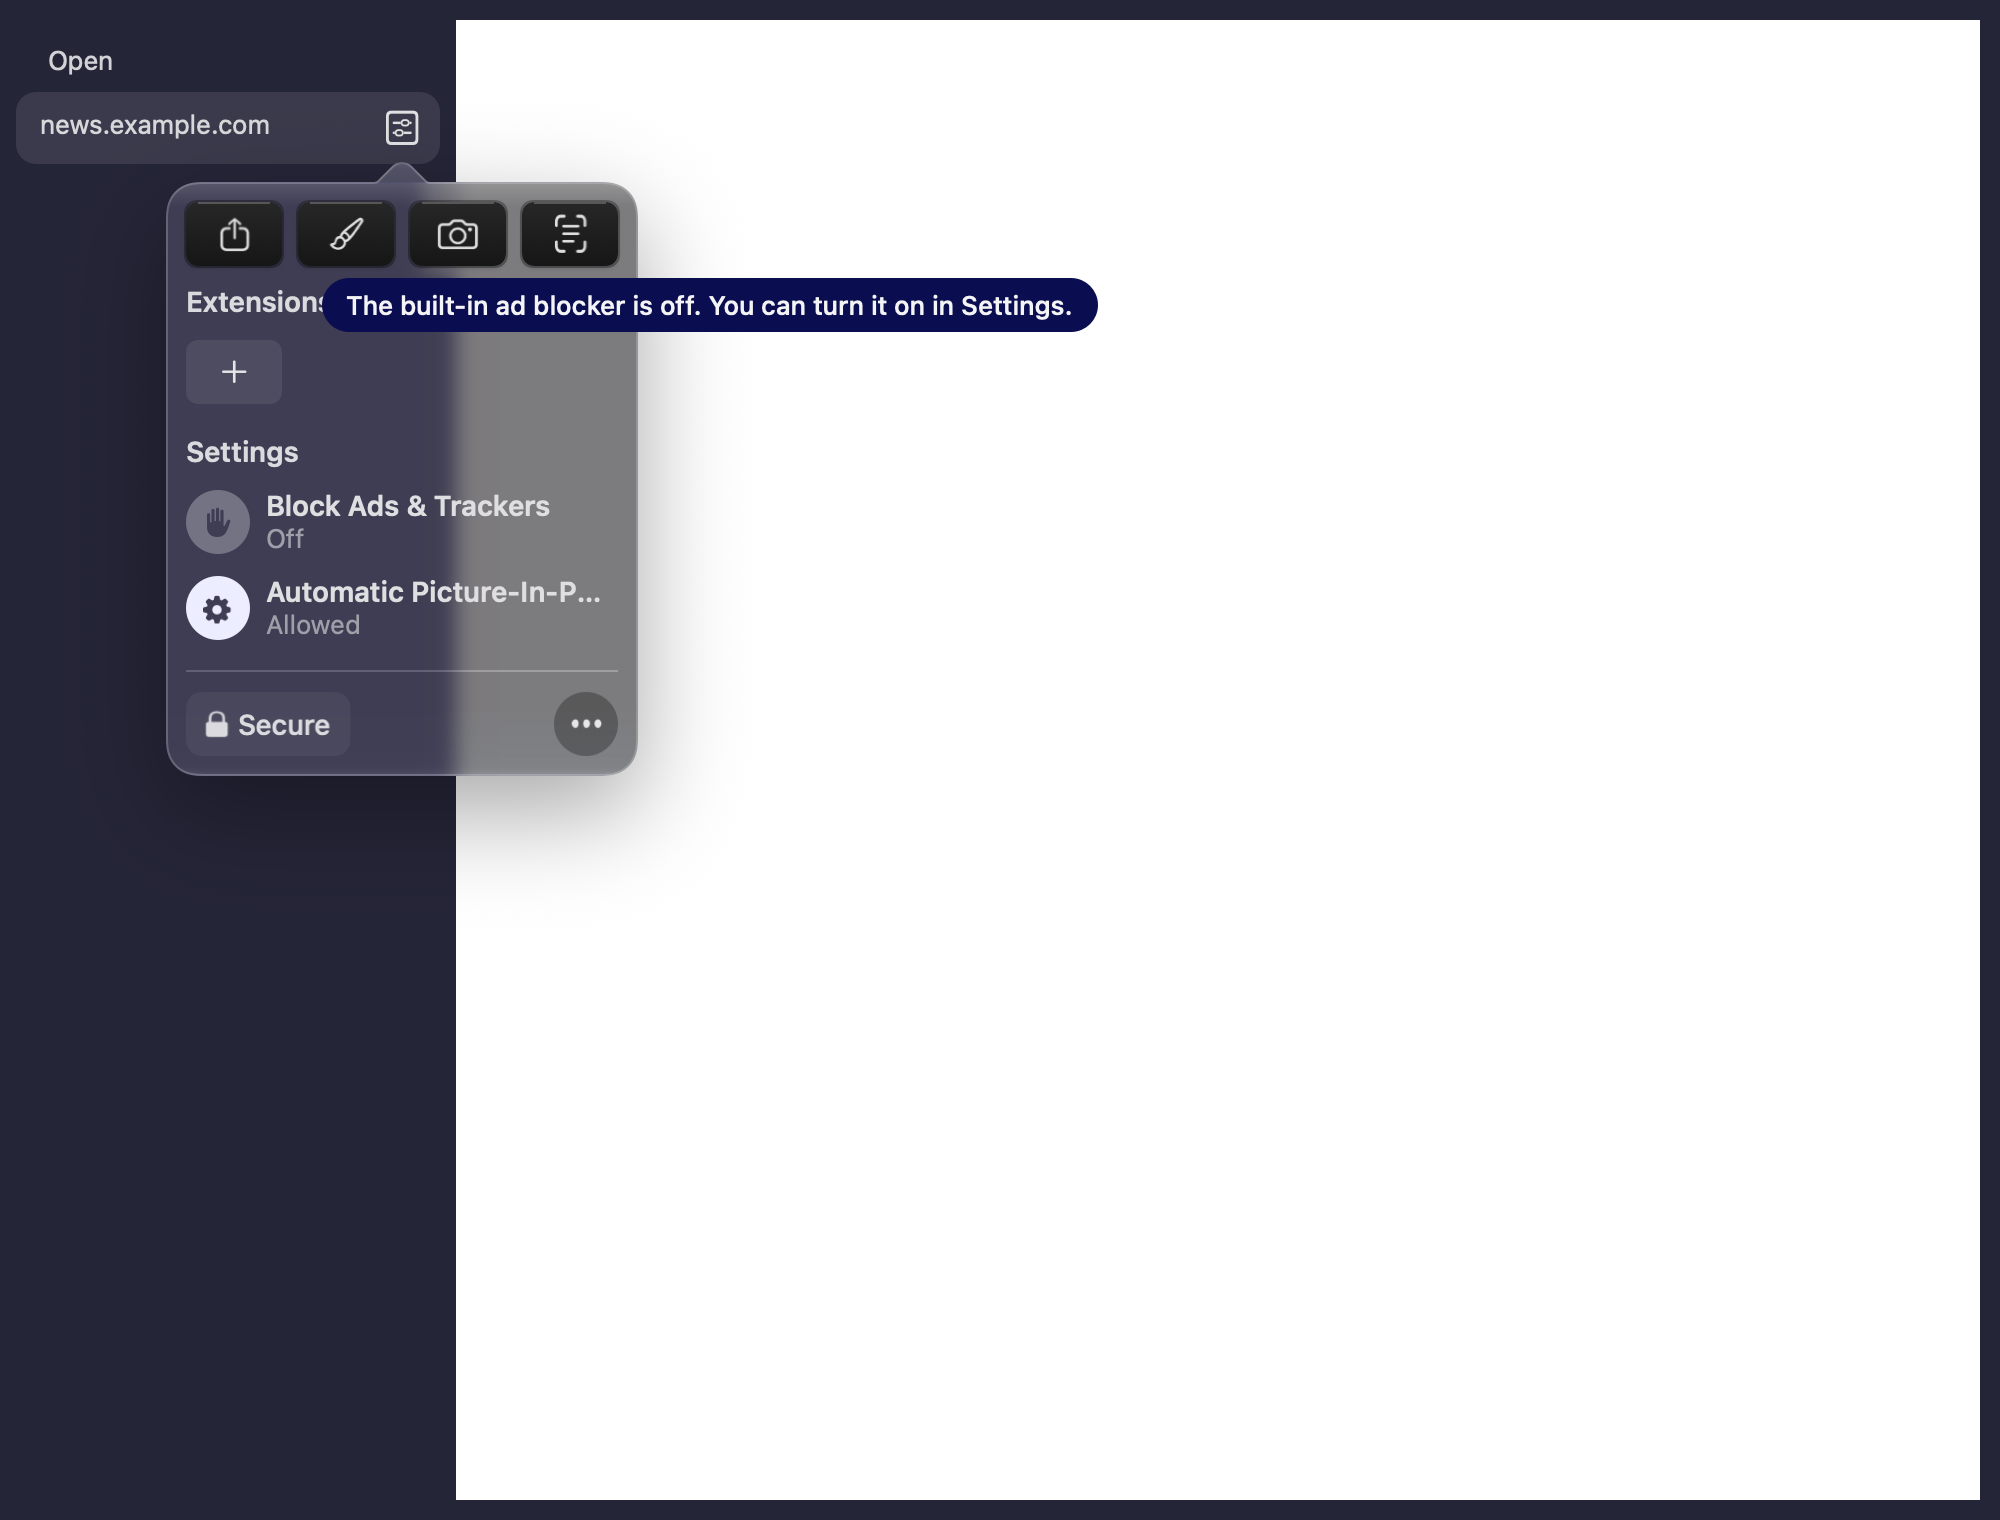 Open
news.example.com
Extensions
The built-in ad blocker is off. You can turn it on in Settings.
Settings
Block Ads & Trackers
Off
Automatic Picture-In-P...
Allowed
Secure